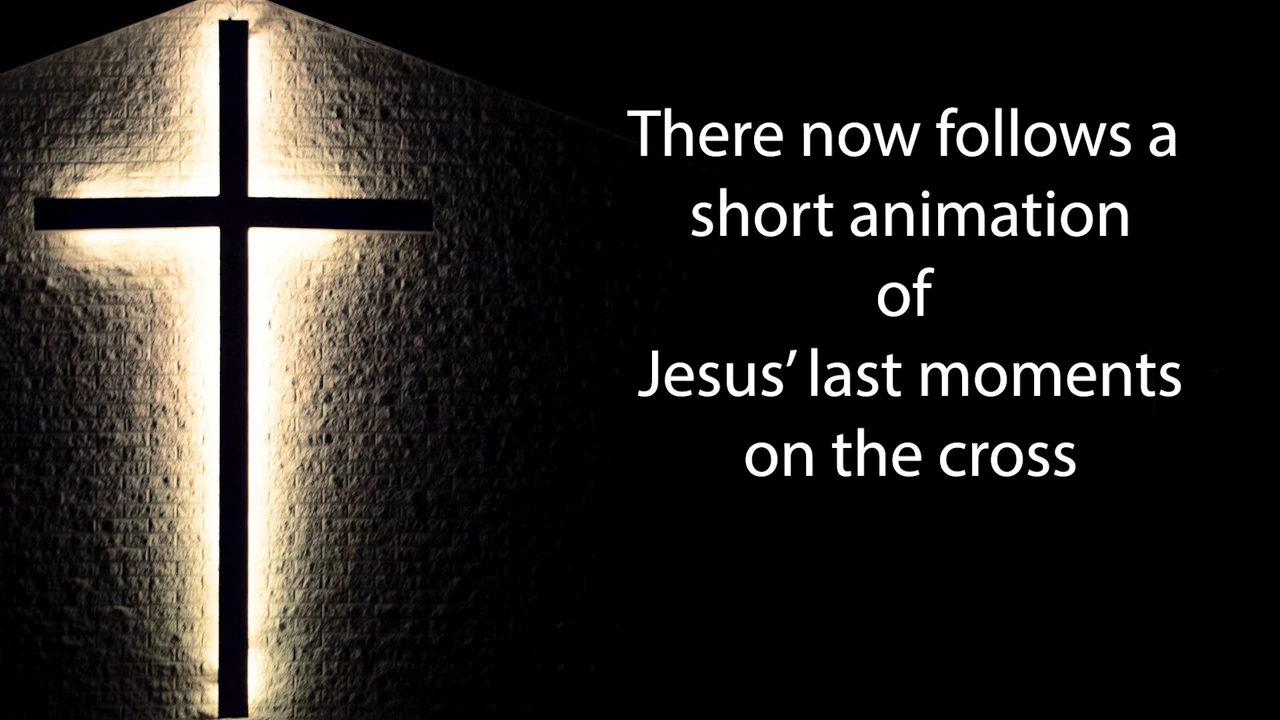 There now follows a
short animation
of
Jesus’ last moments
on the cross